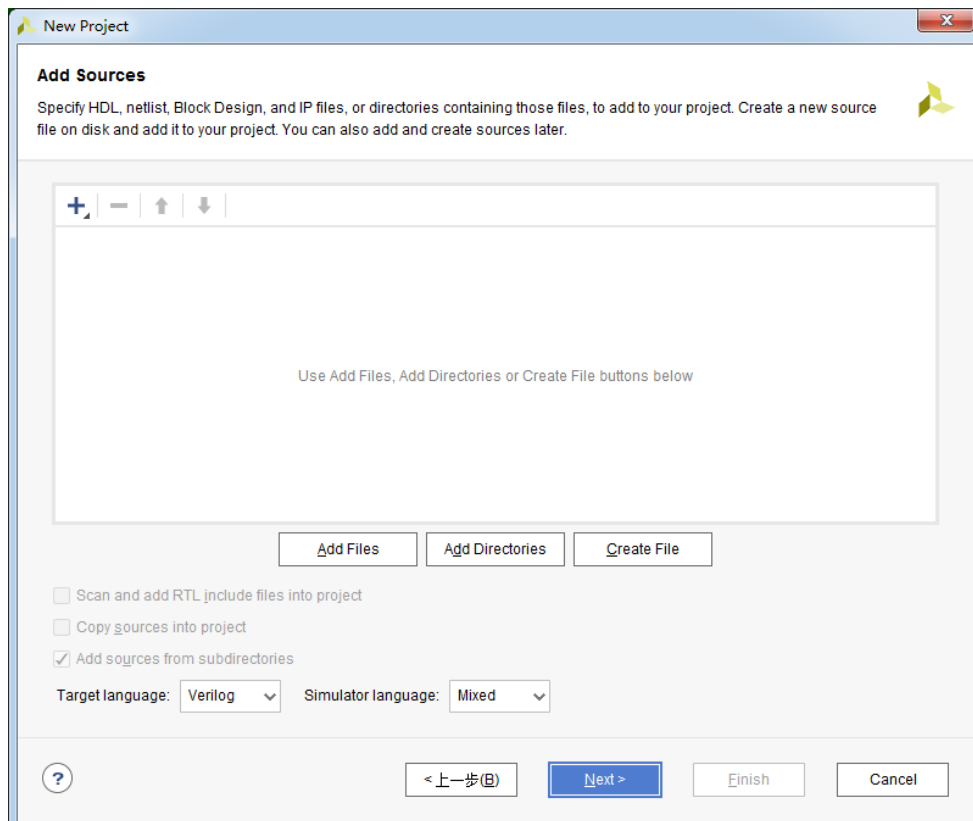 New Project
Add Sources
Specify HDL, netlist, Block Design, and IP files, or directories containing those files, to add to your project. Create a new source
file on disk and add it to your project. You can also add and create sources later.
Use Add Files, Add Directories or Create File buttons below
Add Files Add Directories Create File
Scan and add RTL include files into project
Copy sources into project
Add sources from subdirectories
Target language: Verilog Simulator language: Mixed
? <上一步(B) Next > Finish Cancel